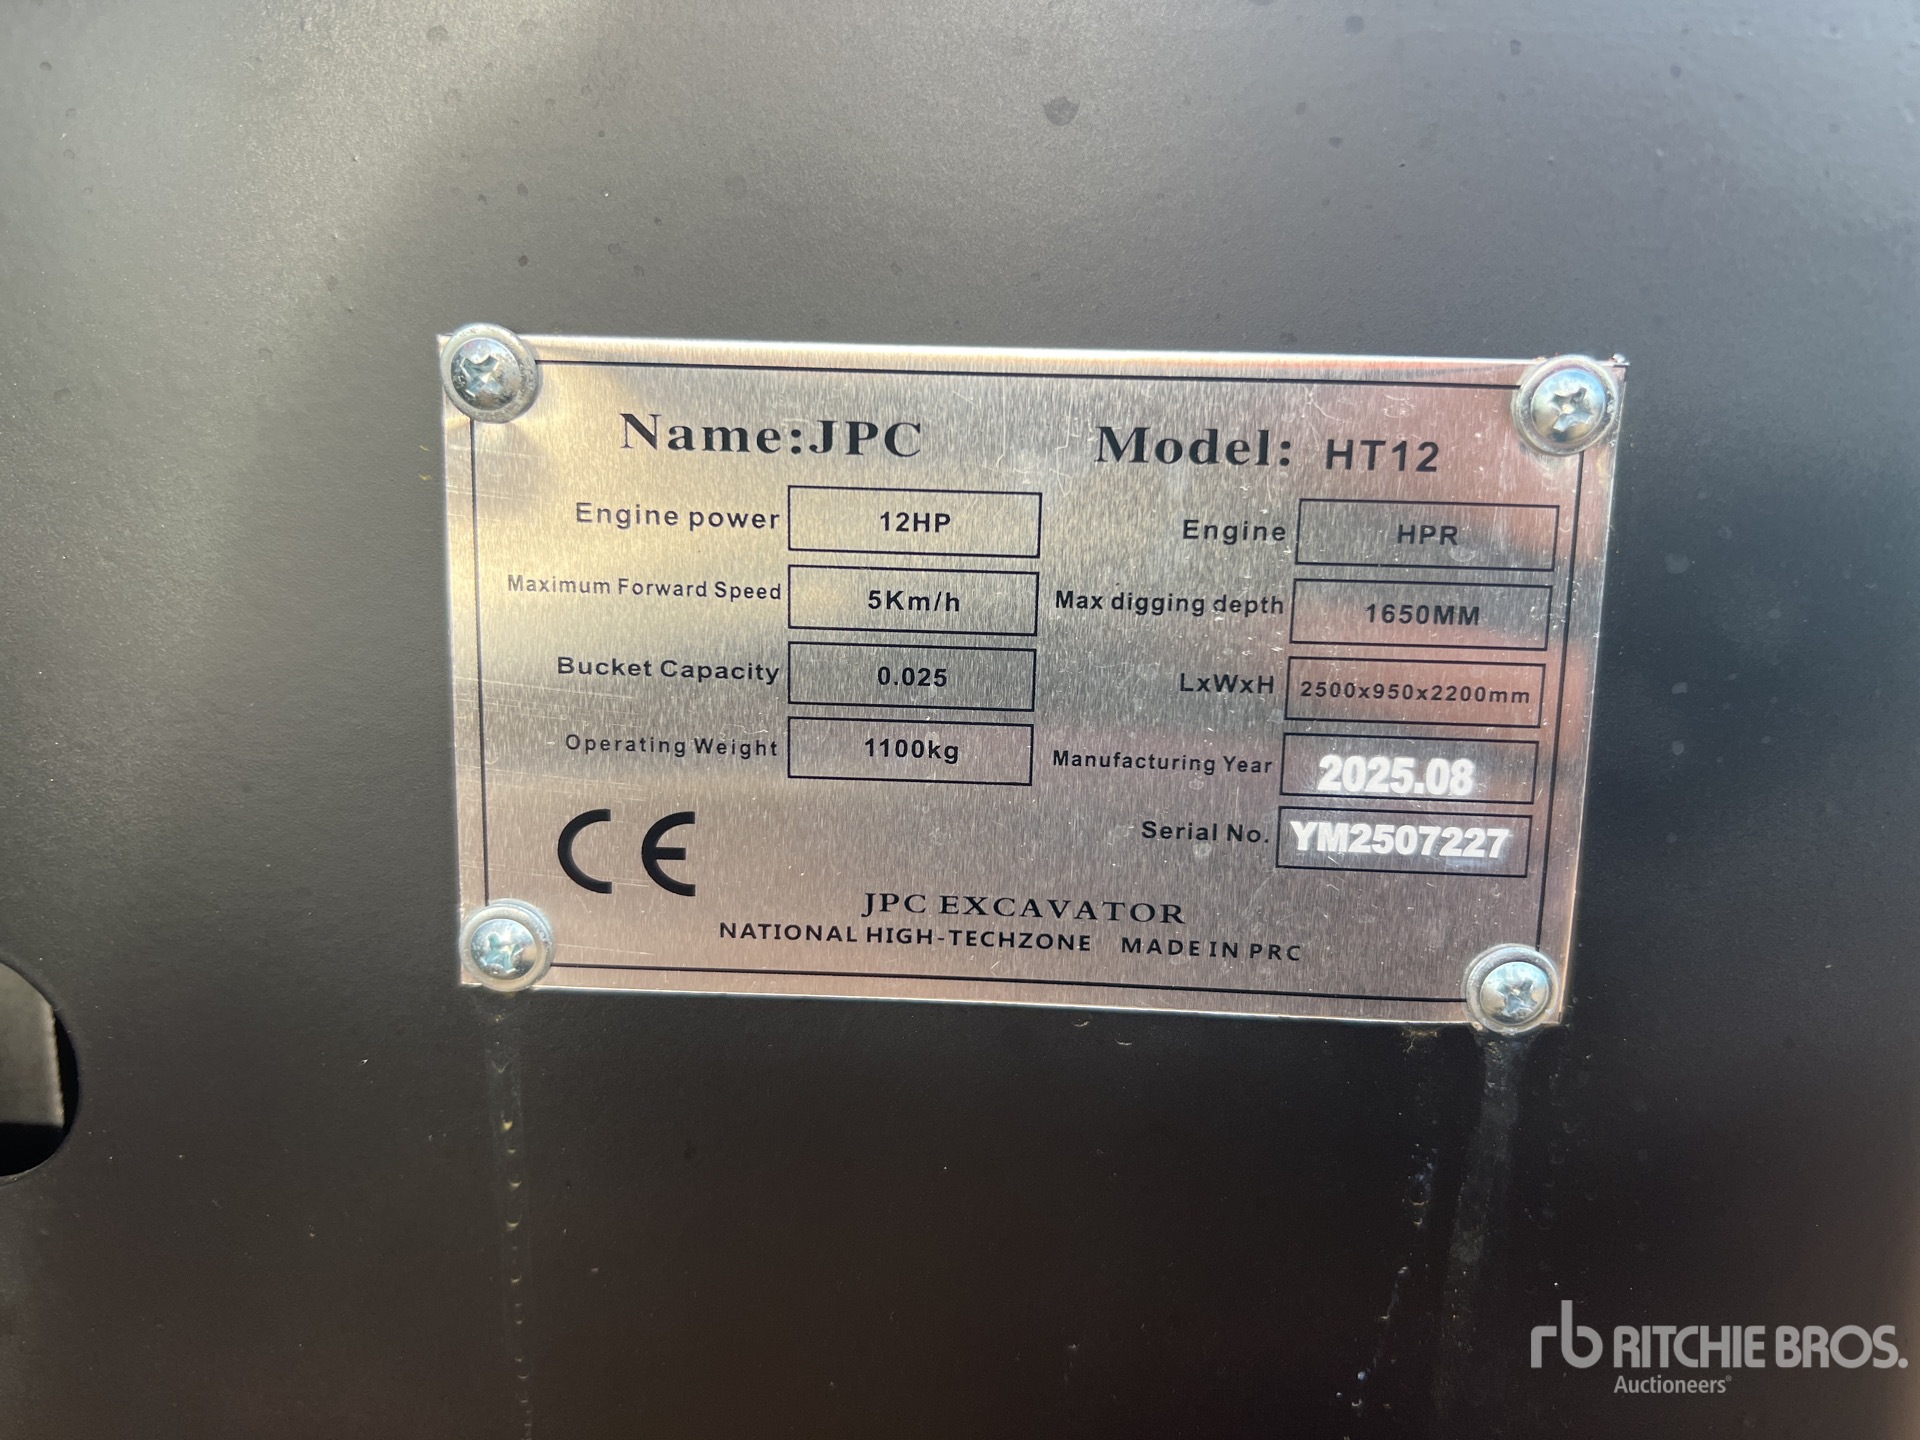 Name:JPC Model: HT12
Engine power 12HP Engine HPR
Maximum Forward Speed 5Km/h Max digging depth 1650MM
Bucket Capacity 0.025 LxWxH 2500x950x2200mm
Operating Weight 1100kg Manufacturing Year 2025.08
CE Serial No. YM2507227
JPC EXCAVATOR
NATIONAL HIGH-TECHZONE MADE IN PRC
rb RITCHIE BROS.
Auctioneers®